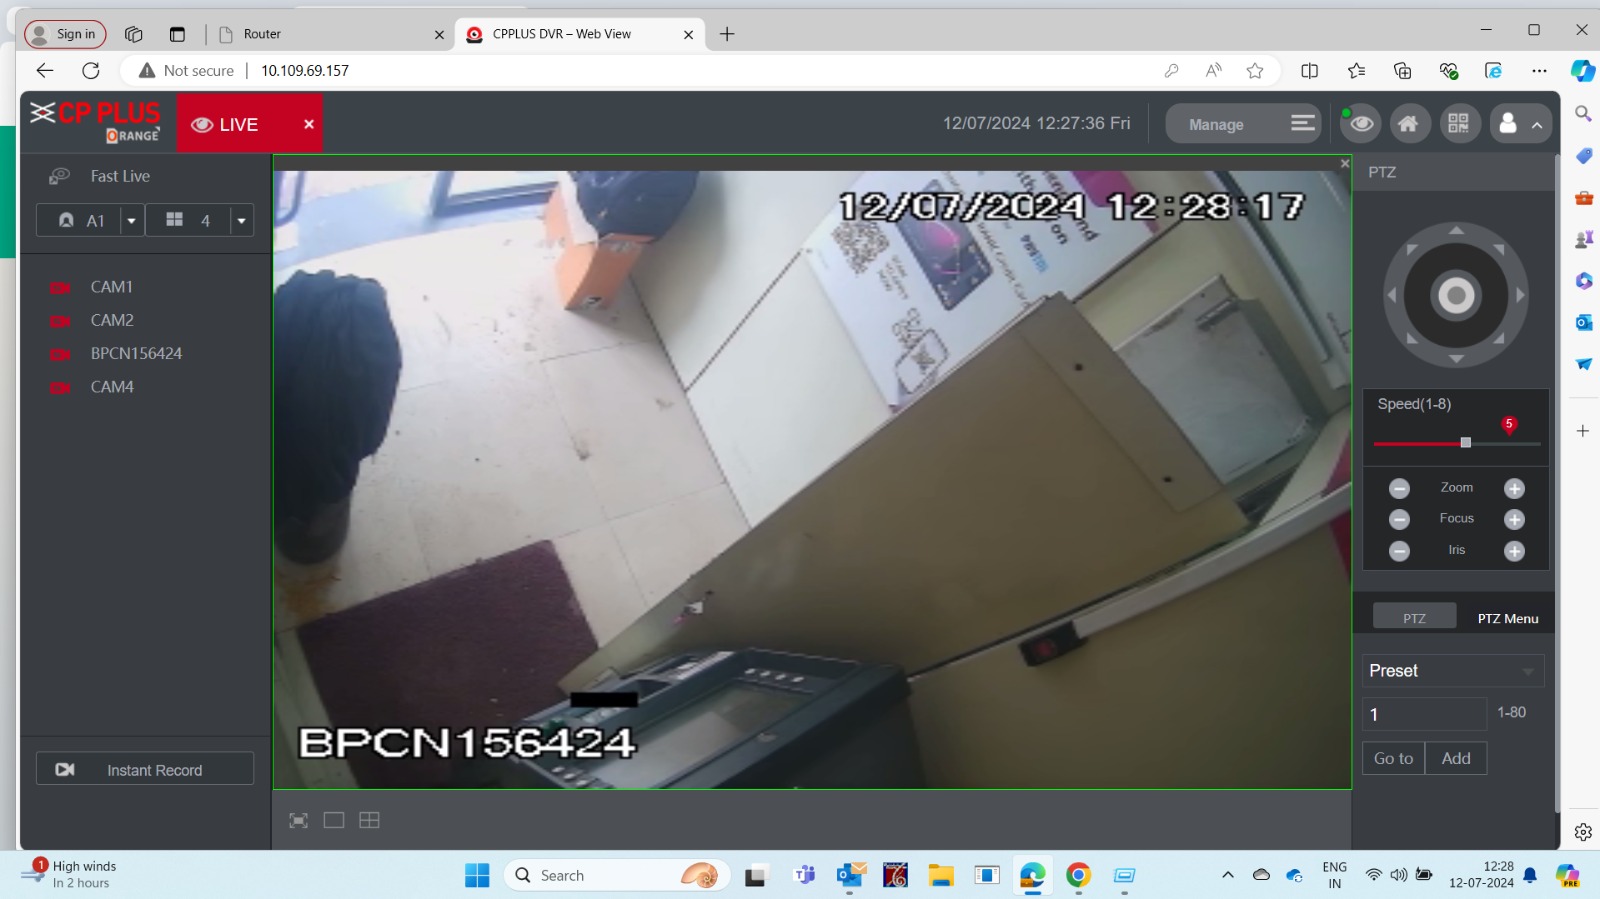 Sign in
Router
CPPLUS DVR – Web View
Not secure
10.109.69.157
CP PLUS
ORANGE
LIVE
12/07/2024 12:27:36 Fri
Manage
Fast Live
A1
4
CAM1
CAM2
BPCN156424
CAM4
Instant Record
12/07/2024 12:28:17
BPCN156424
PTZ
Speed(1-8)
5
Zoom
Focus
Iris
PTZ
PTZ Menu
Preset
1
1-80
Go to
Add
1
High winds
In 2 hours
Search
ENG
IN
12:28
12-07-2024
PRE